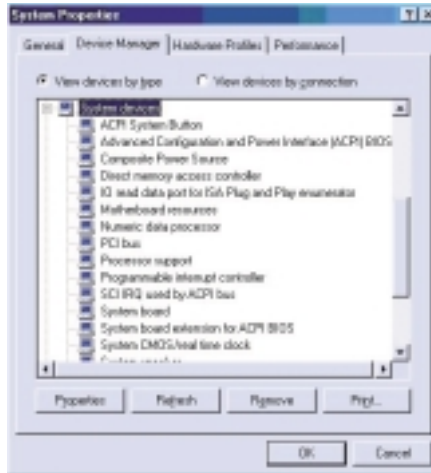 System Properties
General Device Manager Hardware Profiles Performance
View devices by type View devices by connection
System devices
ACPI System Button
Advanced Configuration and Power Interface (ACPI) BIOS
Composite Power Source
Direct memory access controller
IO read data port for ISA Plug and Play enumerator
Motherboard resources
Numeric data processor
PCI bus
Processor support
Programmable interrupt controller
SCI IRQ used by ACPI bus
System board
System board extension for ACPI BIOS
System CMOS/real time clock
System speaker
Properties Refresh Remove Print...
OK Cancel